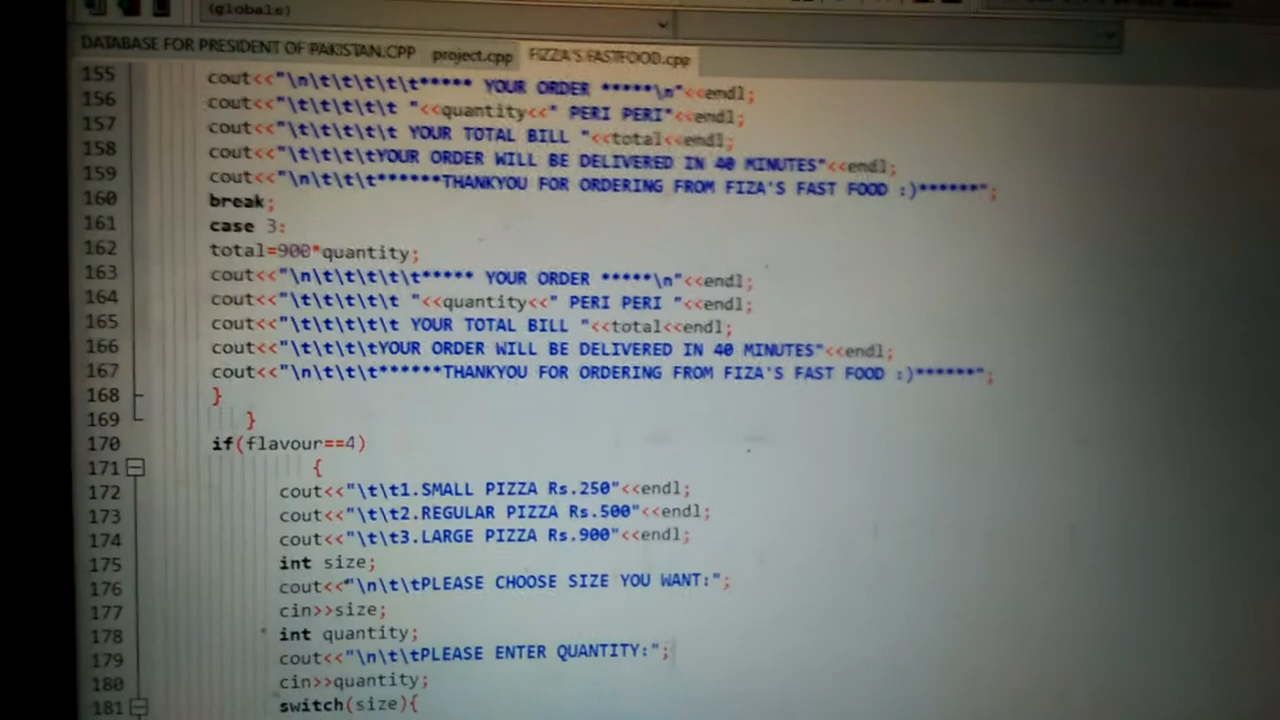 (globals)
DATABASE FOR PRESIDENT OF PAKISTAN.CPP project.cpp FIZZA'S FASTFOOD.cpp
155 cout<<"\n\t\t\t\t\t***** YOUR ORDER *****\n"<<endl;
156 cout<<"\t\t\t\t\t "<<quantity<<" PERI PERI"<<endl;
157 cout<<"\t\t\t\t\t YOUR TOTAL BILL "<<total<<endl;
158 cout<<"\t\t\t\tYOUR ORDER WILL BE DELIVERED IN 40 MINUTES"<<endl;
159 cout<<"\n\t\t\t******THANKYOU FOR ORDERING FROM FIZA'S FAST FOOD :)******";
160 break;
161 case 3:
162 total=900*quantity;
163 cout<<"\n\t\t\t\t\t***** YOUR ORDER *****\n"<<endl;
164 cout<<"\t\t\t\t\t "<<quantity<<" PERI PERI "<<endl;
165 cout<<"\t\t\t\t\t YOUR TOTAL BILL "<<total<<endl;
166 cout<<"\t\t\t\tYOUR ORDER WILL BE DELIVERED IN 40 MINUTES"<<endl;
167 cout<<"\n\t\t\t******THANKYOU FOR ORDERING FROM FIZA'S FAST FOOD :)******";
168 }
169 }
170 if(flavour==4)
171 {
172 cout<<"\t\t1.SMALL PIZZA Rs.250"<<endl;
173 cout<<"\t\t2.REGULAR PIZZA Rs.500"<<endl;
174 cout<<"\t\t3.LARGE PIZZA Rs.900"<<endl;
175 int size;
176 cout<<"\n\t\tPLEASE CHOOSE SIZE YOU WANT:";
177 cin>>size;
178 int quantity;
179 cout<<"\n\t\tPLEASE ENTER QUANTITY:";
180 cin>>quantity;
181 switch(size){